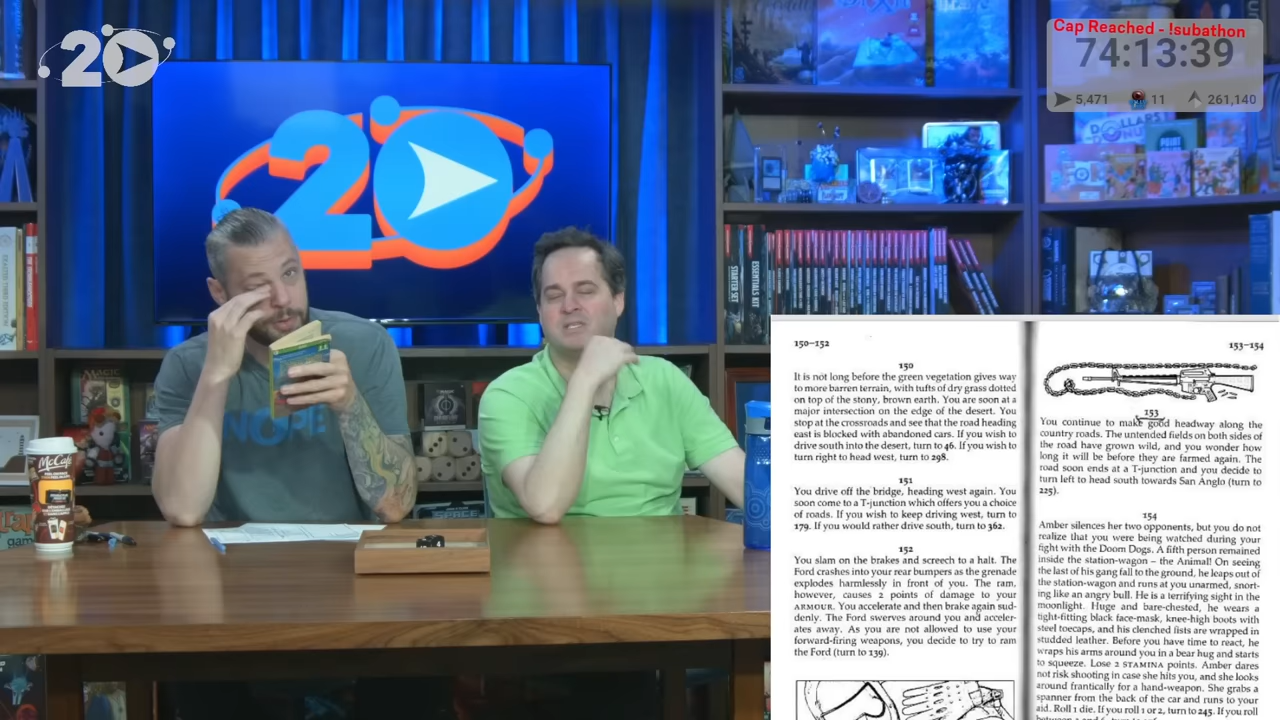 20
Cap Reached - !subathon
74:13:39
5,471
11
261,140
20
DOLLARS
STARTER SET
ESSENTIALS KIT
McCafé
NOPE
150–152
150
It is not long before the green vegetation gives way
to more barren terrain, with tufts of dry grass dotted
on top of the stony, brown earth. You are soon at a
major intersection on the edge of the desert. You
stop at the crossroads and see that the road heading
east is blocked with abandoned cars. If you wish to
drive south into the desert, turn to 46. If you wish to
turn right to head west, turn to 298.
151
You drive off the bridge, heading west again. You
soon come to a T-junction which offers you a choice
of roads. If you wish to keep driving west, turn to
179. If you would rather drive south, turn to 362.
152
You slam on the brakes and screech to a halt. The
Ford crashes into your rear bumpers as the grenade
explodes harmlessly in front of you. The ram,
however, causes 2 points of damage to your
ARMOUR. You accelerate and then brake again sud-
denly. The Ford swerves around you and acceler-
ates away. As you are not allowed to use your
forward-firing weapons, you decide to try to ram
the Ford (turn to 139).
153–154
153
You continue to make good headway along the
country roads. The untended fields on both sides of
the road have grown wild, and you wonder how
long it will be before they are farmed again. The
road soon ends at a T-junction and you decide to
turn left to head south towards San Anglo (turn to
225).
154
Amber silences her two opponents, but you do not
realize that you were being watched during your
fight with the Doom Dogs. A fifth person remained
inside the station-wagon – the Animal! On seeing
the last of his gang fall to the ground, he leaps out of
the station-wagon and runs at you unarmed, snort-
ing like an angry bull. He is a terrifying sight in the
moonlight. Huge and bare-chested, he wears a
tight-fitting black face-mask, knee-high boots with
steel toecaps, and his clenched fists are wrapped in
studded leather. Before you have time to react, he
wraps his arms around you in a bear hug and starts
to squeeze. Lose 2 STAMINA points. Amber dares
not risk shooting in case she hits you, and she looks
around frantically for a hand-weapon. She grabs a
spanner from the back of the car and runs to your
aid. Roll 1 die. If you roll 1 or 2, turn to 245. If you roll